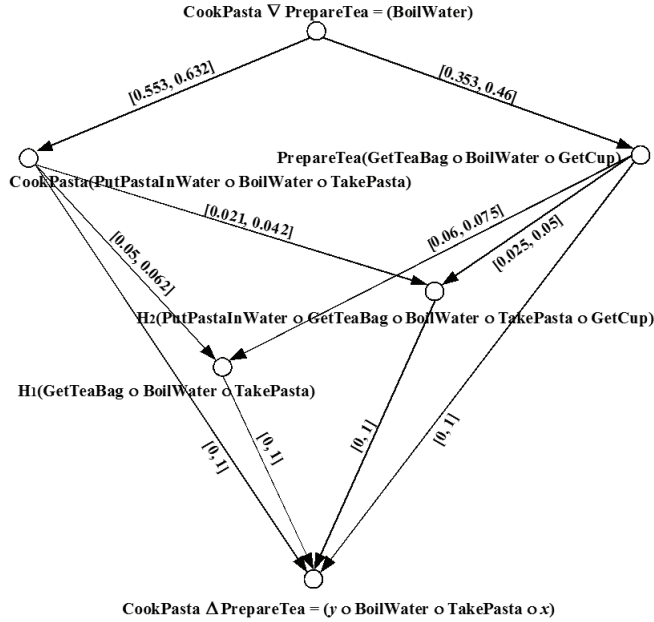 CookPasta ∇ PrepareTea = (BoilWater)
[0.553, 0.632]
[0.353, 0.46]
PrepareTea(GetTeaBag o BoilWater o GetCup)
CookPasta(PutPastaInWater o BoilWater o TakePasta)
[0.021, 0.042]
[0.06, 0.075]
[0.025, 0.05]
[0.05, 0.062]
H2(PutPastaInWater o GetTeaBag o BoilWater o TakePasta o GetCup)
H1(GetTeaBag o BoilWater o TakePasta)
[0, 1]
[0, 1]
[0, 1]
[0, 1]
CookPasta Δ PrepareTea = (y o BoilWater o TakePasta o x)